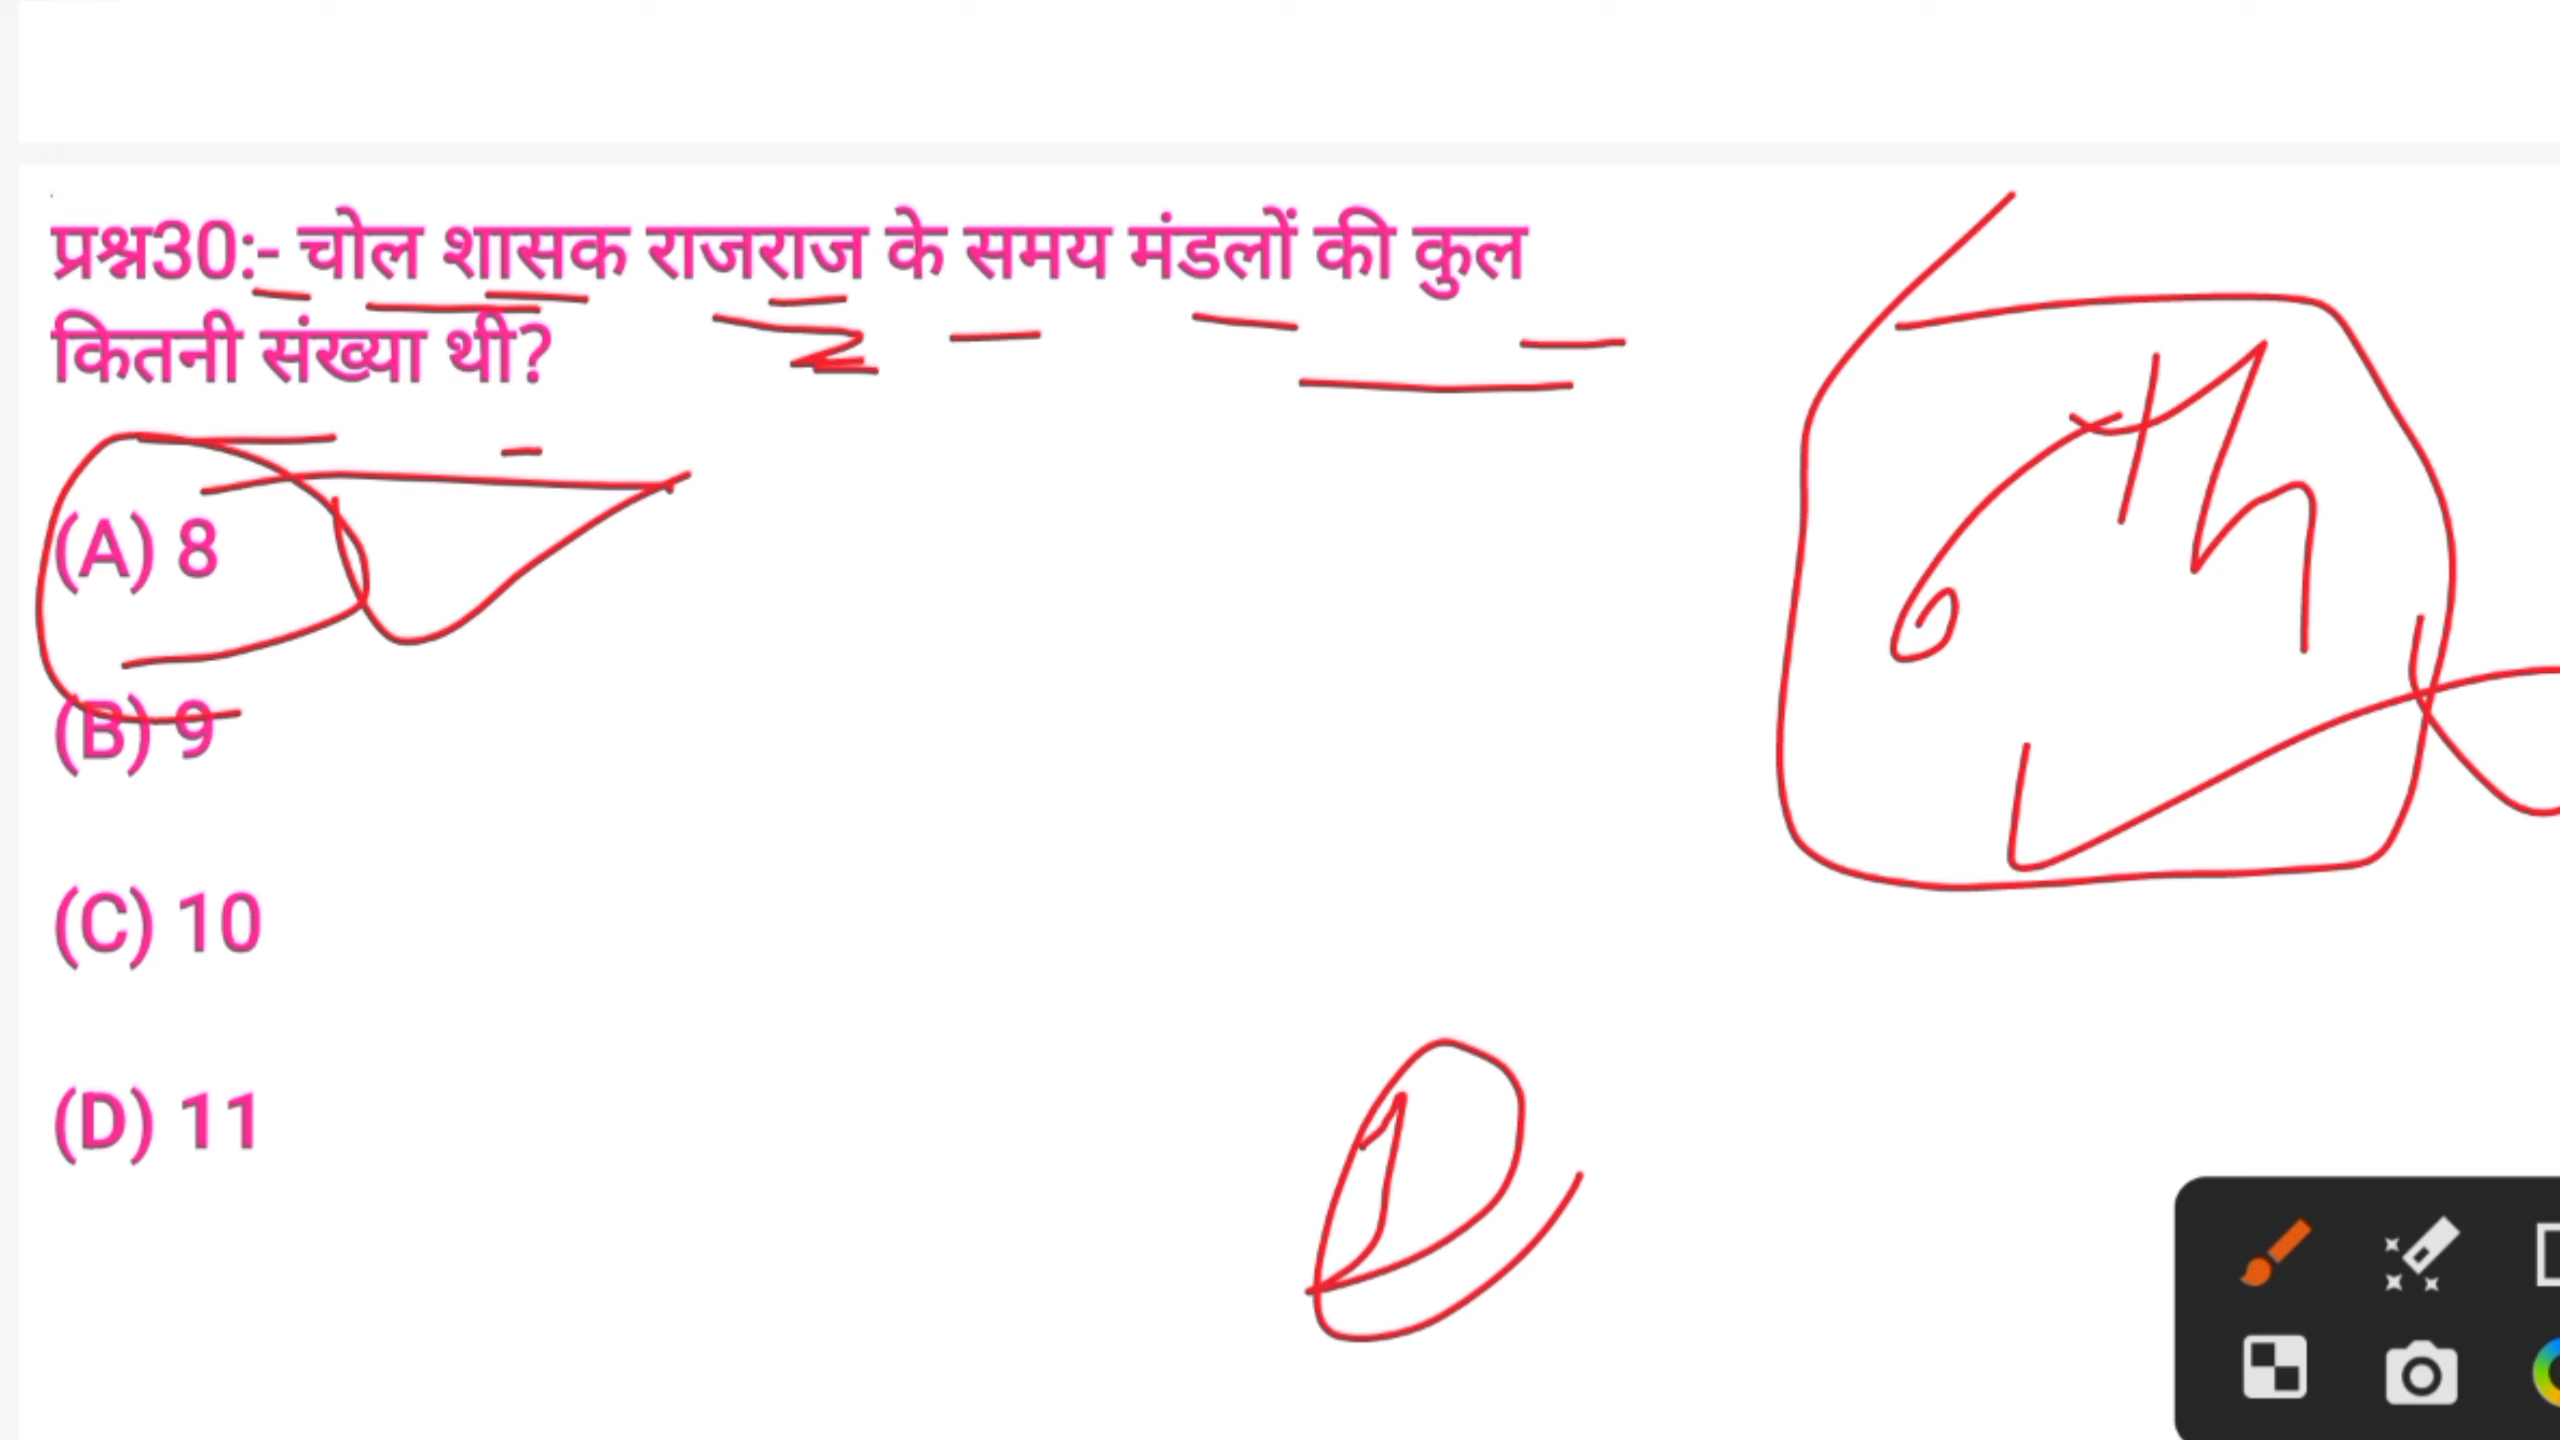 प्रश्न30:- चोल शासक राजराज के समय मंडलों की कुल
कितनी संख्या थी?
(A) 8
(B) 9
(C) 10
(D) 11